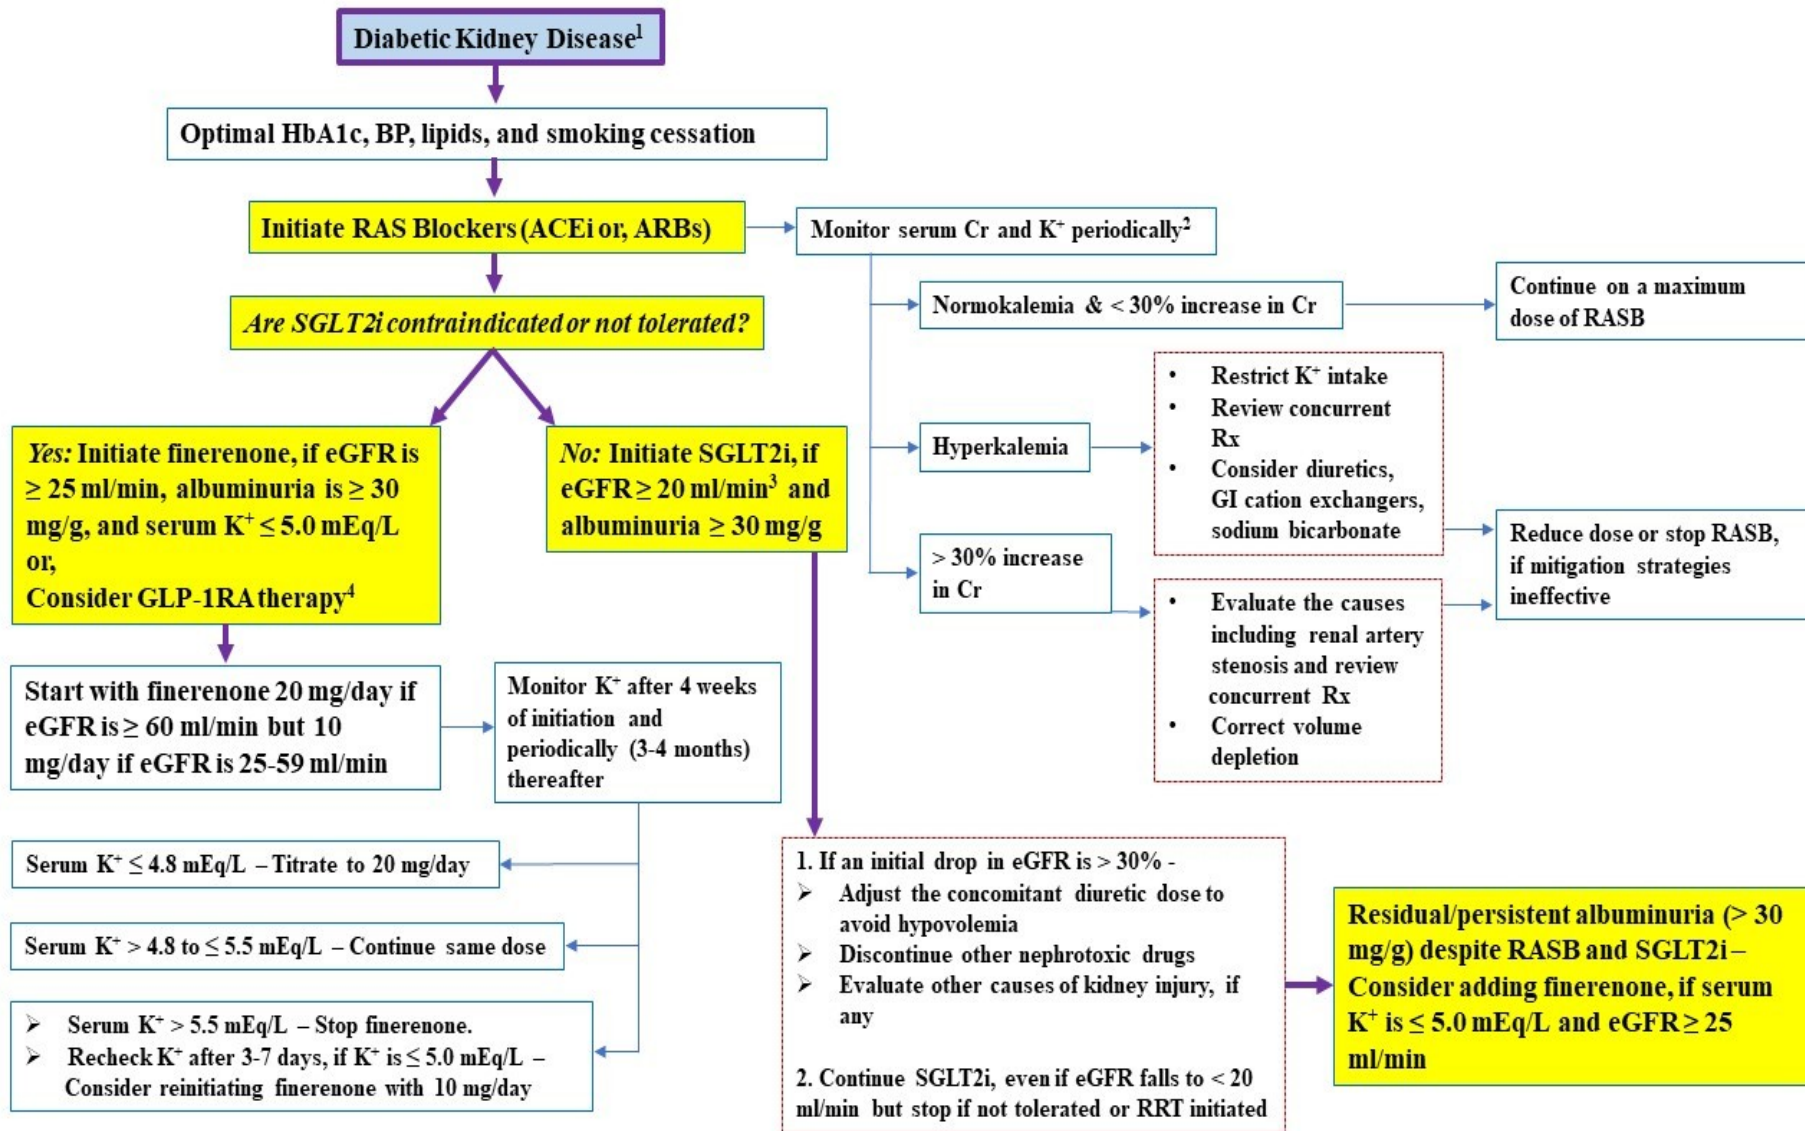 Diabetic Kidney Disease¹
Optimal HbA1c, BP, lipids, and smoking cessation
Initiate RAS Blockers (ACEi or, ARBs)
Monitor serum Cr and K⁺ periodically²
Normokalemia & < 30% increase in Cr
Continue on a maximum
dose of RASB
Are SGLT2i contraindicated or not tolerated?
Hyperkalemia
• Restrict K⁺ intake
• Review concurrent
Rx
• Consider diuretics,
GI cation exchangers,
sodium bicarbonate
> 30% increase
in Cr
• Evaluate the causes
including renal artery
stenosis and review
concurrent Rx
• Correct volume
depletion
Reduce dose or stop RASB,
if mitigation strategies
ineffective
Yes: Initiate finerenone, if eGFR is
≥ 25 ml/min, albuminuria is ≥ 30
mg/g, and serum K⁺ ≤ 5.0 mEq/L
or,
Consider GLP-1RA therapy⁴
No: Initiate SGLT2i, if
eGFR ≥ 20 ml/min³ and
albuminuria ≥ 30 mg/g
Start with finerenone 20 mg/day if
eGFR is ≥ 60 ml/min but 10
mg/day if eGFR is 25-59 ml/min
Monitor K⁺ after 4 weeks
of initiation and
periodically (3-4 months)
thereafter
Serum K⁺ ≤ 4.8 mEq/L – Titrate to 20 mg/day
Serum K⁺ > 4.8 to ≤ 5.5 mEq/L – Continue same dose
➢ Serum K⁺ > 5.5 mEq/L – Stop finerenone.
➢ Recheck K⁺ after 3-7 days, if K⁺ is ≤ 5.0 mEq/L –
Consider reinitiating finerenone with 10 mg/day
1. If an initial drop in eGFR is > 30% -
➢ Adjust the concomitant diuretic dose to
avoid hypovolemia
➢ Discontinue other nephrotoxic drugs
➢ Evaluate other causes of kidney injury, if
any
2. Continue SGLT2i, even if eGFR falls to < 20
ml/min but stop if not tolerated or RRT initiated
Residual/persistent albuminuria (> 30
mg/g) despite RASB and SGLT2i –
Consider adding finerenone, if serum
K⁺ is ≤ 5.0 mEq/L and eGFR ≥ 25
ml/min